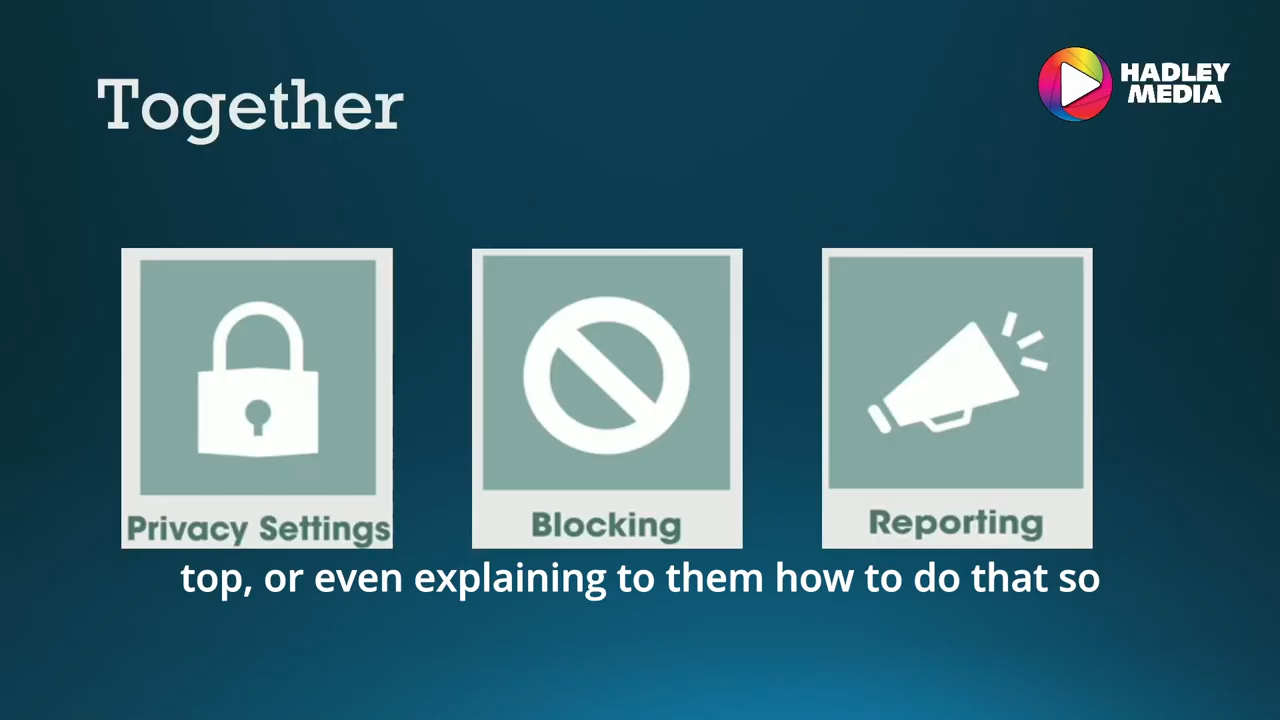 Together
HADLEY
MEDIA
Privacy Settings
Blocking
Reporting
top, or even explaining to them how to do that so